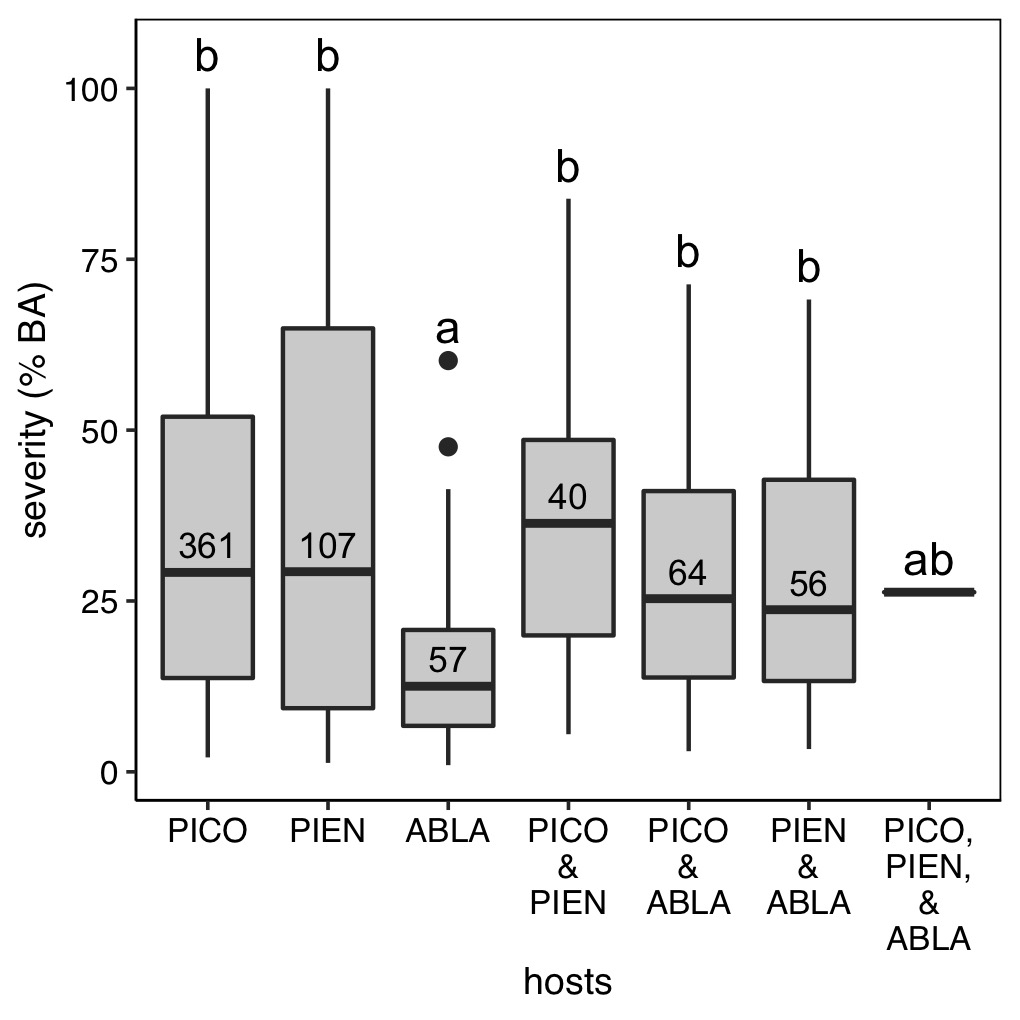 b b
100
b
b
b
75
a
severity (% BA)
50
40
361 107
ab
64
56
25
57
0
PICO PIEN ABLA PICO PICO PIEN PICO,
& & & PIEN,
PIEN ABLA ABLA &
ABLA
hosts